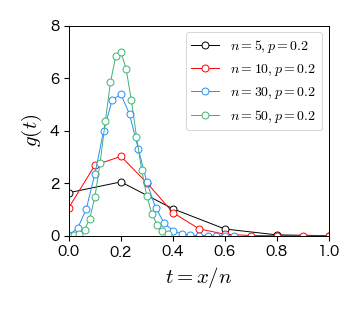 8
n = 5, p = 0.2
n = 10, p = 0.2
6
n = 30, p = 0.2
n = 50, p = 0.2
g(t)
4
2
0
0.0 0.2 0.4 0.6 0.8 1.0
t = x/n